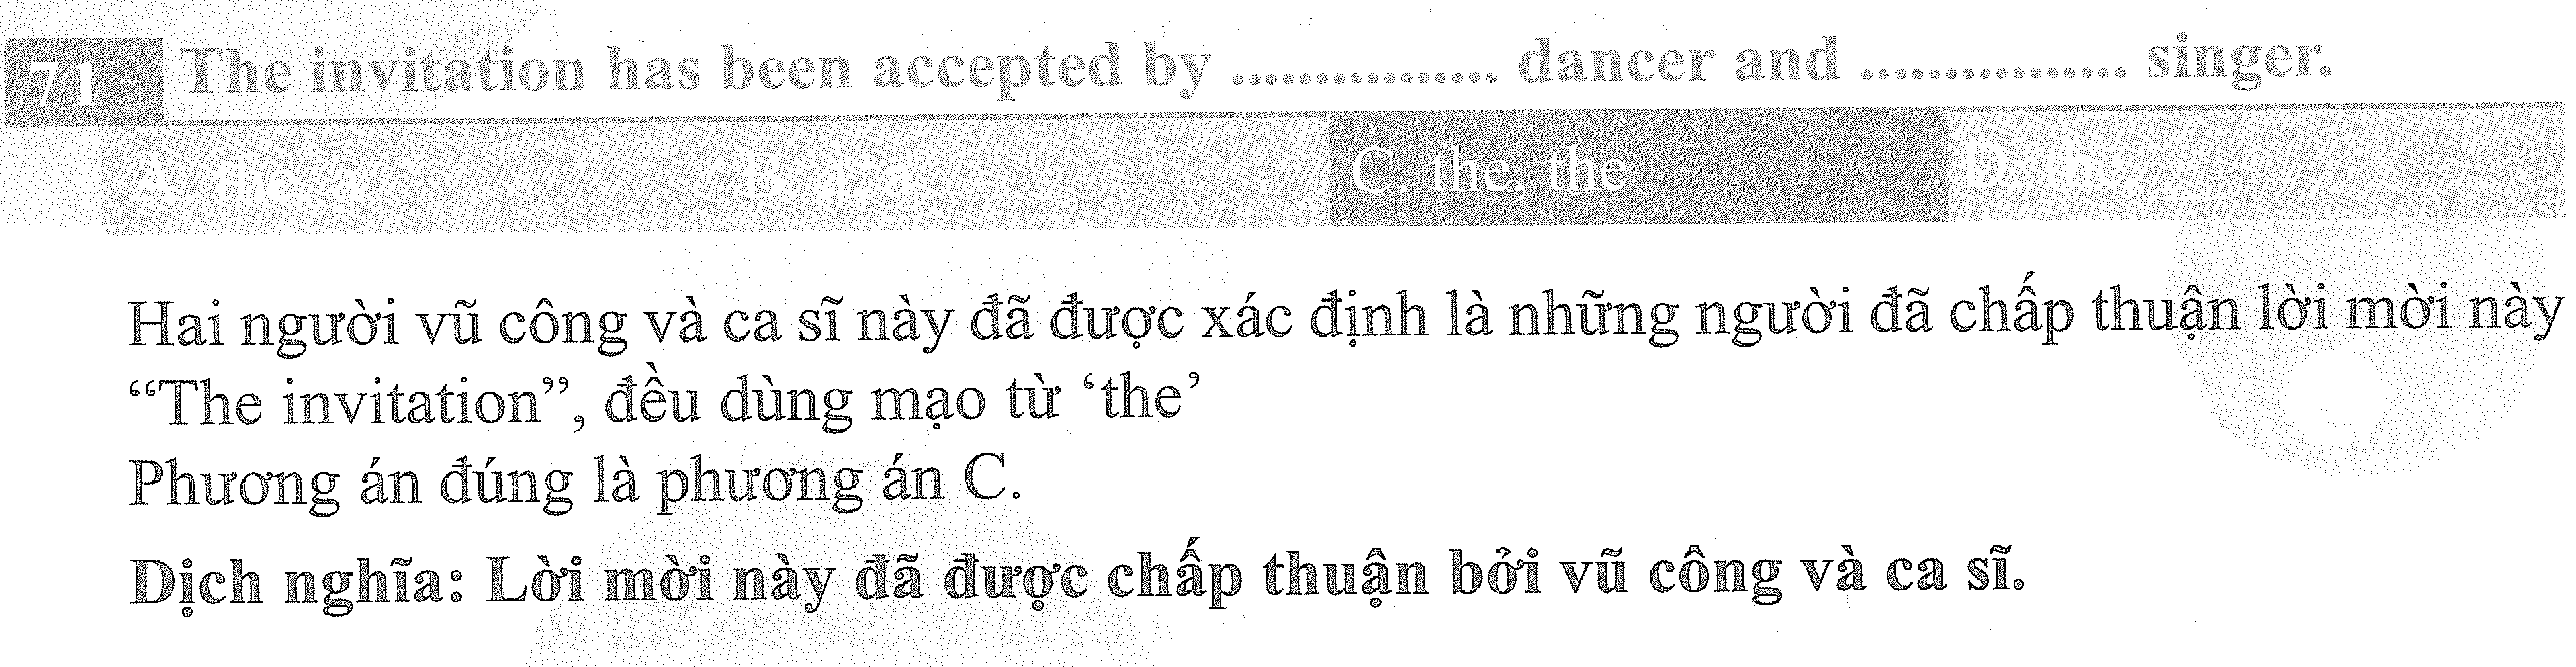 71 The invitation has been accepted by ............... dancer and ............... singer.
A. the, a B. a, a C. the, the D. the, __
Hai người vũ công và ca sĩ này đã được xác định là những người đã chấp thuận lời mời này
“The invitation”, đều dùng mạo từ ‘the’
Phương án đúng là phương án C.
Dịch nghĩa: Lời mời này đã được chấp thuận bởi vũ công và ca sĩ.